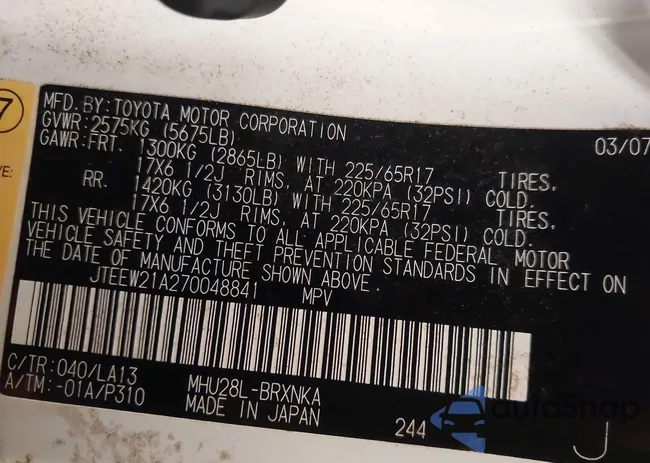 7
MFD. BY: TOYOTA MOTOR CORPORATION 03/07
GVWR: 2575KG (5675LB)
GAWR: FRT. 1300KG (2865LB) WITH 225/65R17 TIRES,
17X6 1/2J RIMS, AT 220KPA (32PSI) COLD.
RR. 1420KG (3130LB) WITH 225/65R17 TIRES,
17X6 1/2J RIMS, AT 220KPA (32PSI) COLD.
THIS VEHICLE CONFORMS TO ALL APPLICABLE FEDERAL MOTOR
VEHICLE SAFETY AND THEFT PREVENTION STANDARDS IN EFFECT ON
THE DATE OF MANUFACTURE SHOWN ABOVE.
JTEEW21A270048841 MPV
C/TR: 040/LA13 MHU28L-BRXNKA
A/TM: -01A/P310 MADE IN JAPAN 244 J
E:
AutoSnap